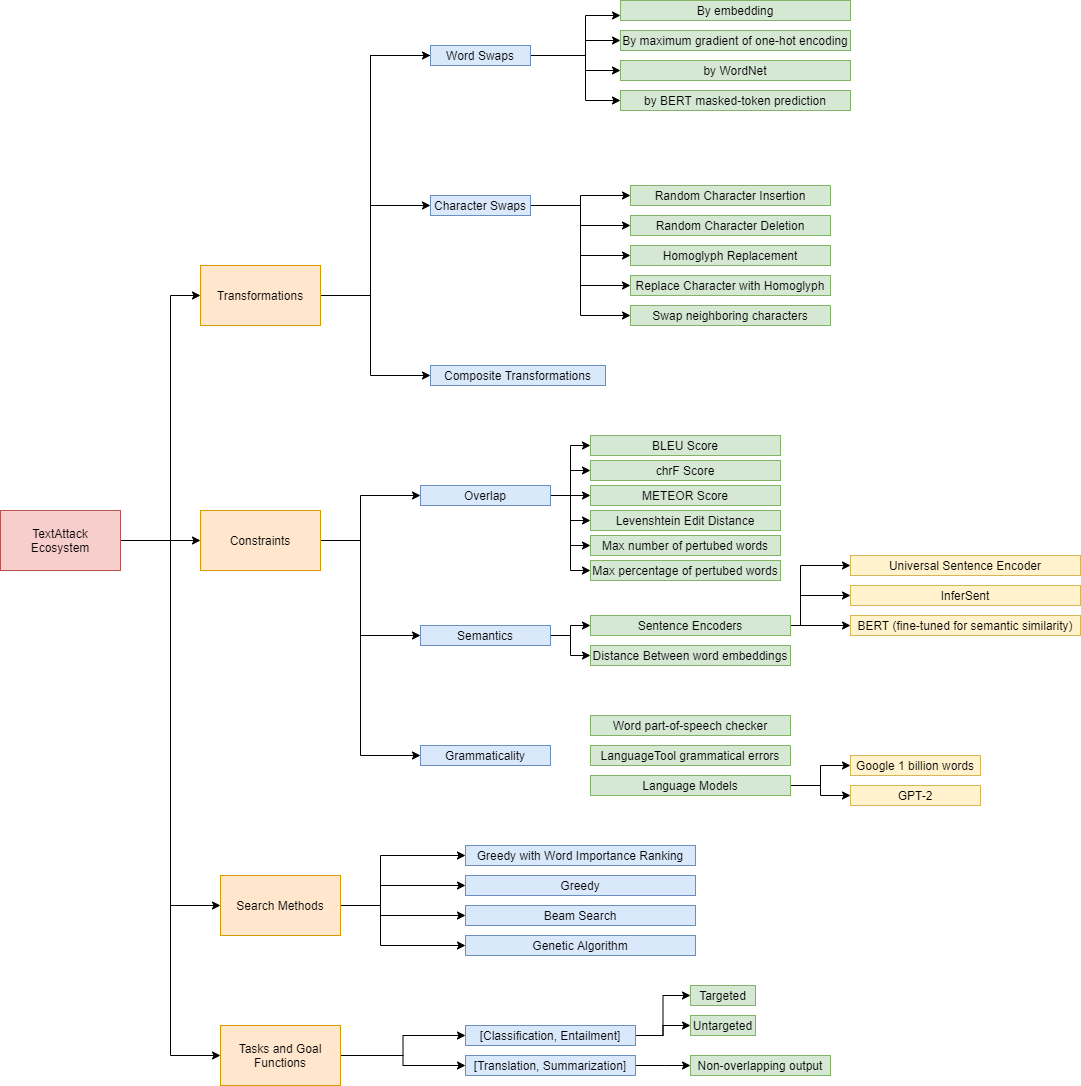 TextAttack
Ecosystem
Transformations
Word Swaps
By embedding
By maximum gradient of one-hot encoding
by WordNet
by BERT masked-token prediction
Character Swaps
Random Character Insertion
Random Character Deletion
Homoglyph Replacement
Replace Character with Homoglyph
Swap neighboring characters
Composite Transformations
Constraints
Overlap
BLEU Score
chrF Score
METEOR Score
Levenshtein Edit Distance
Max number of pertubed words
Max percentage of pertubed words
Semantics
Sentence Encoders
Universal Sentence Encoder
InferSent
BERT (fine-tuned for semantic similarity)
Distance Between word embeddings
Grammaticality
Word part-of-speech checker
LanguageTool grammatical errors
Language Models
Google 1 billion words
GPT-2
Search Methods
Greedy with Word Importance Ranking
Greedy
Beam Search
Genetic Algorithm
Tasks and Goal
Functions
[Classification, Entailment]
Targeted
Untargeted
[Translation, Summarization]
Non-overlapping output